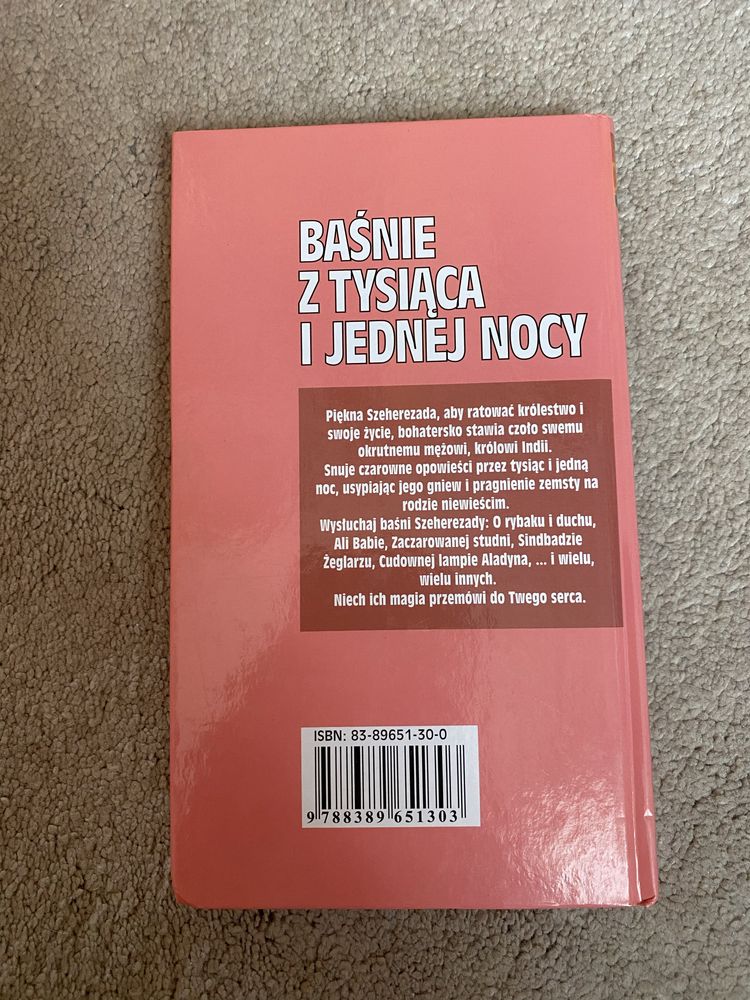 BAŚNIE
Z TYSIĄCA
I JEDNEJ NOCY
Piękna Szeherezada, aby ratować królestwo i
swoje życie, bohatersko stawia czoło swemu
okrutnemu mężowi, królowi Indii.
Snuje czarowne opowieści przez tysiąc i jedną
noc, usypiając jego gniew i pragnienie zemsty na
rodzie niewieścim.
Wysłuchaj baśni Szeherezady: O rybaku i duchu,
Ali Babie, Zaczarowanej studni, Sindbadzie
Żeglarzu, Cudownej lampie Aladyna, ... i wielu,
wielu innych.
Niech ich magia przemówi do Twego serca.
ISBN: 83-89651-30-0
9 788389 651303